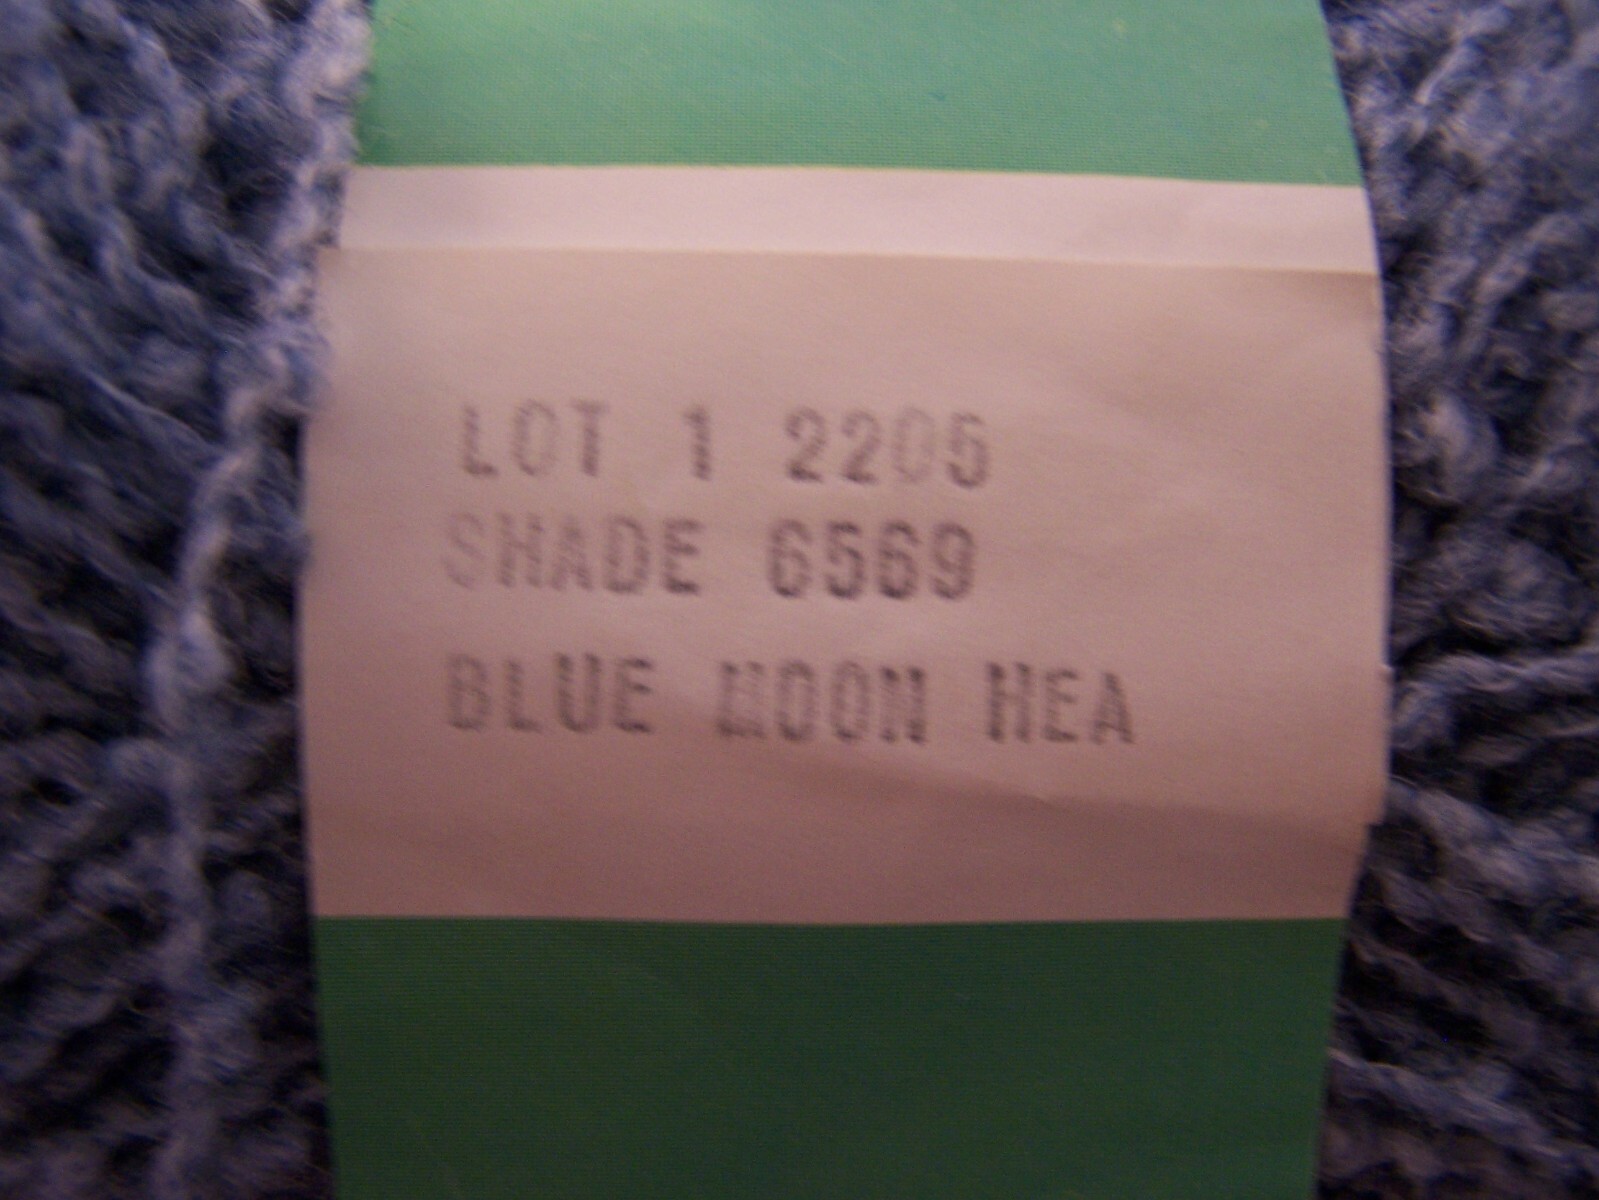 LOT 1 2205
SHADE 6569
BLUE MOON HEA